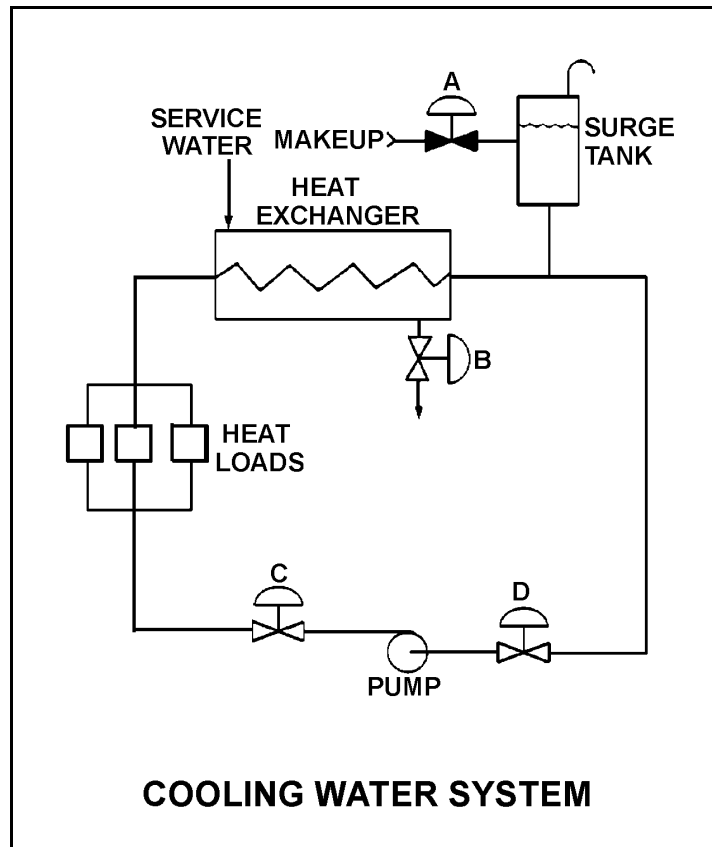 A
SERVICE
WATER
MAKEUP
SURGE
TANK
HEAT
EXCHANGER
B
HEAT
LOADS
C
D
PUMP
COOLING WATER SYSTEM